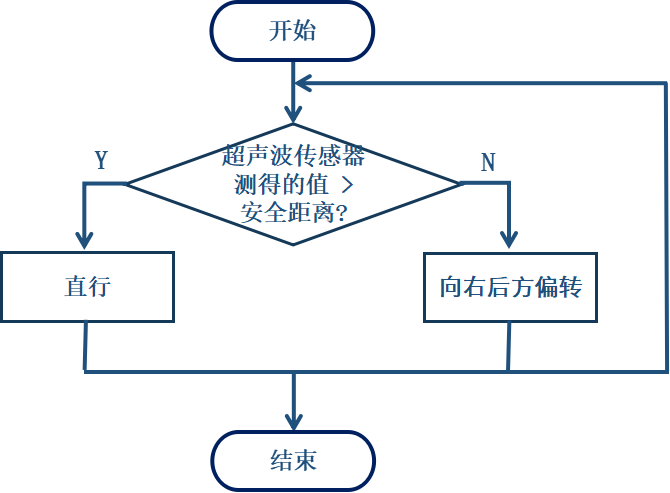 开始
Y
超声波传感器
测得的值 >
安全距离?
N
直行
向右后方偏转
结束